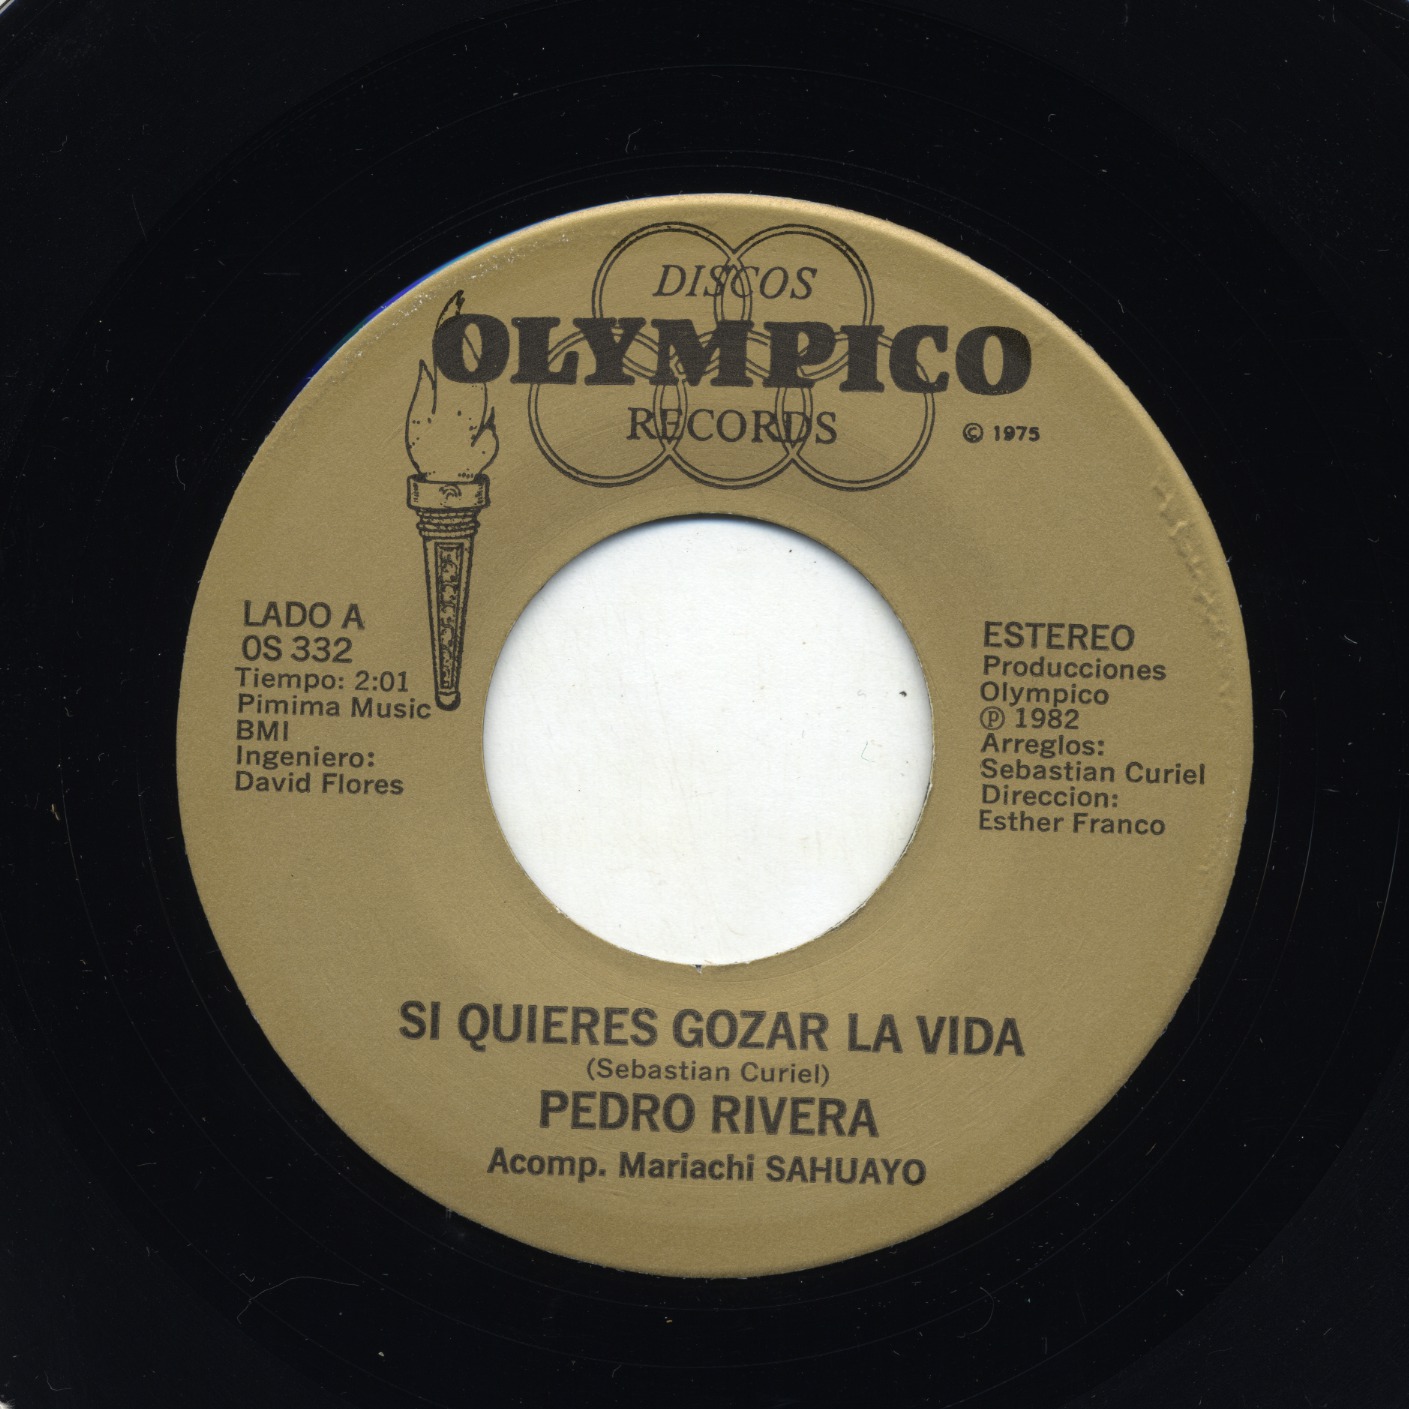 DISCOS
OLYMPICO
RECORDS
© 1975
LADO A
OS 332
Tiempo: 2:01
Pimima Music
BMI
Ingeniero:
David Flores
ESTEREO
Producciones
Olympico
℗ 1982
Arreglos:
Sebastian Curiel
Direccion:
Esther Franco
SI QUIERES GOZAR LA VIDA
(Sebastian Curiel)
PEDRO RIVERA
Acomp. Mariachi SAHUAYO